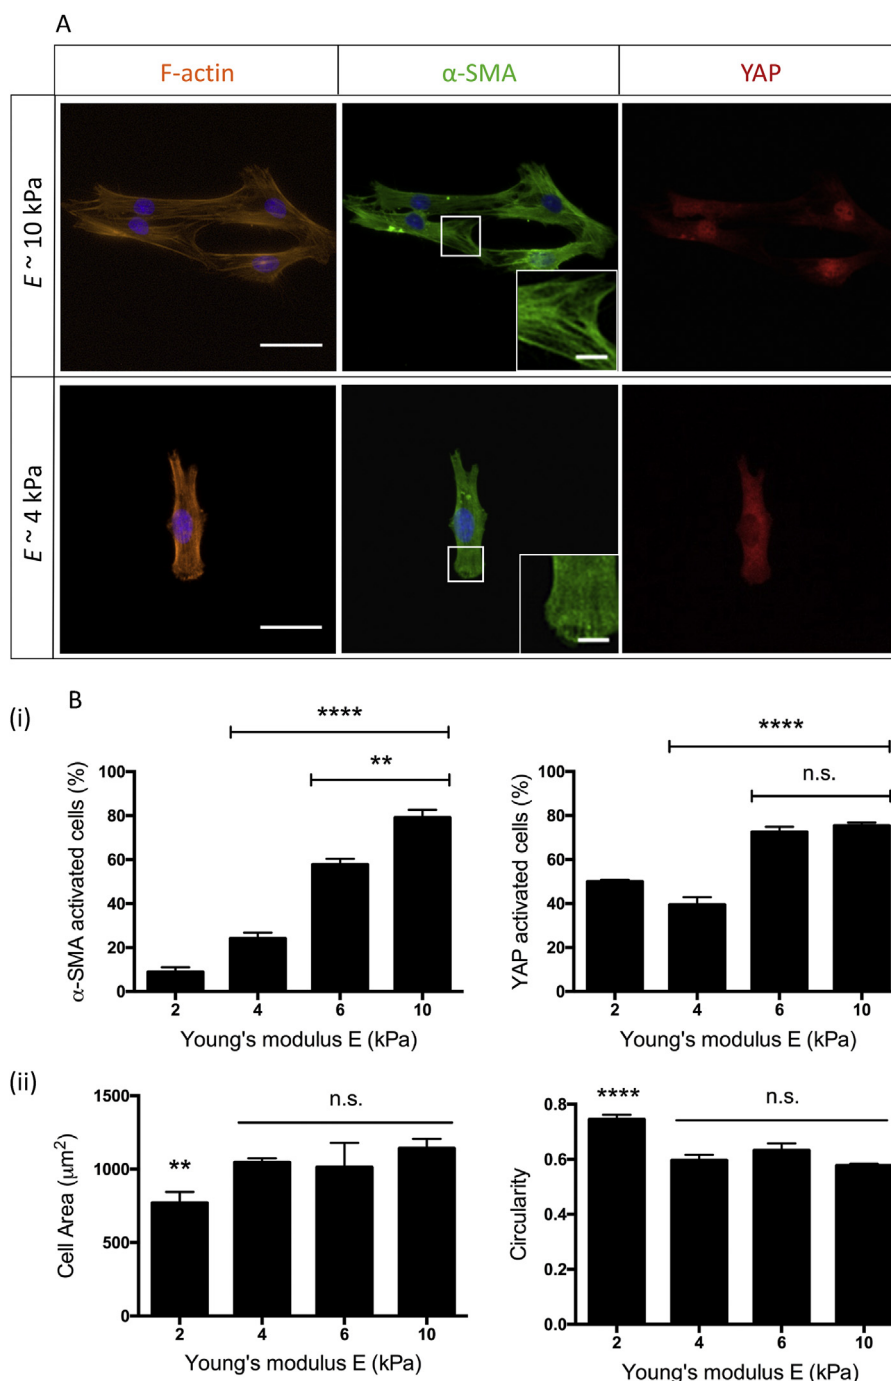 A
F-actin α-SMA YAP
E ~ 10 kPa
E ~ 4 kPa
B
(i)
****
**
α-SMA activated cells (%)
100
80
60
40
20
0
2 4 6 10
Young's modulus E (kPa)
****
n.s.
YAP activated cells (%)
100
80
60
40
20
0
2 4 6 10
Young's modulus E (kPa)
(ii)
n.s.
**
Cell Area (μm²)
1500
1000
500
0
2 4 6 10
Young's modulus E (kPa)
****
n.s.
Circularity
0.8
0.6
0.4
0.2
0.0
2 4 6 10
Young's modulus E (kPa)